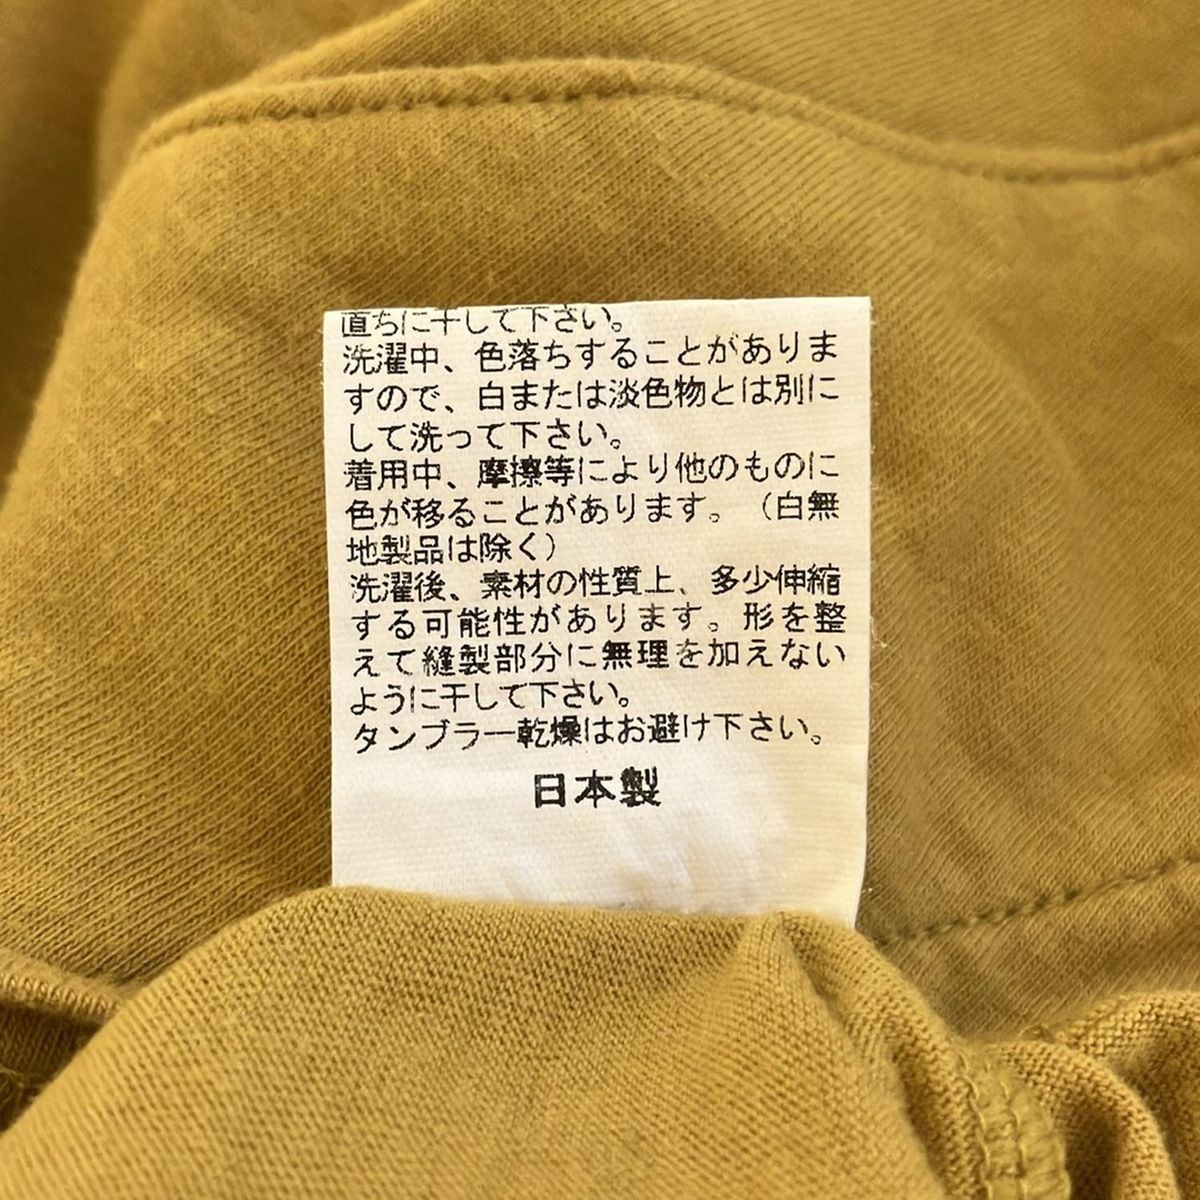 直ちに干して下さい。
洗濯中、色落ちすることがありま
すので、白または淡色物とは別に
して洗って下さい。
着用中、摩擦等により他のものに
色が移ることがあります。（白無
地製品は除く）
洗濯後、素材の性質上、多少伸縮
する可能性があります。形を整
えて縫製部分に無理を加えない
ように干して下さい。
タンブラー乾燥はお避け下さい。
日本製